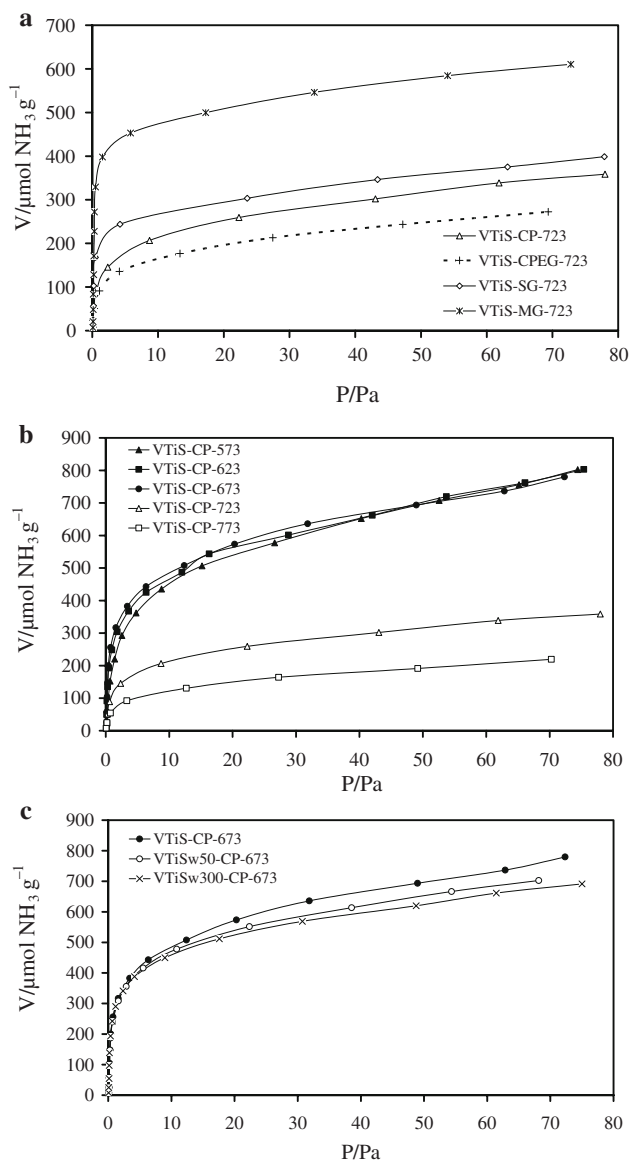 a
700
600
500
400
300
200
100
0
V/µmol NH₃ g⁻¹
VTiS-CP-723
VTiS-CPEG-723
VTiS-SG-723
VTiS-MG-723
0 10 20 30 40 50 60 70 80
P/Pa
b
900
800
700
600
500
400
300
200
100
0
V/µmol NH₃ g⁻¹
VTiS-CP-573
VTiS-CP-623
VTiS-CP-673
VTiS-CP-723
VTiS-CP-773
0 10 20 30 40 50 60 70 80
P/Pa
c
900
800
700
600
500
400
300
200
100
0
V/µmol NH₃ g⁻¹
VTiS-CP-673
VTiSw50-CP-673
VTiSw300-CP-673
0 10 20 30 40 50 60 70 80
P/Pa